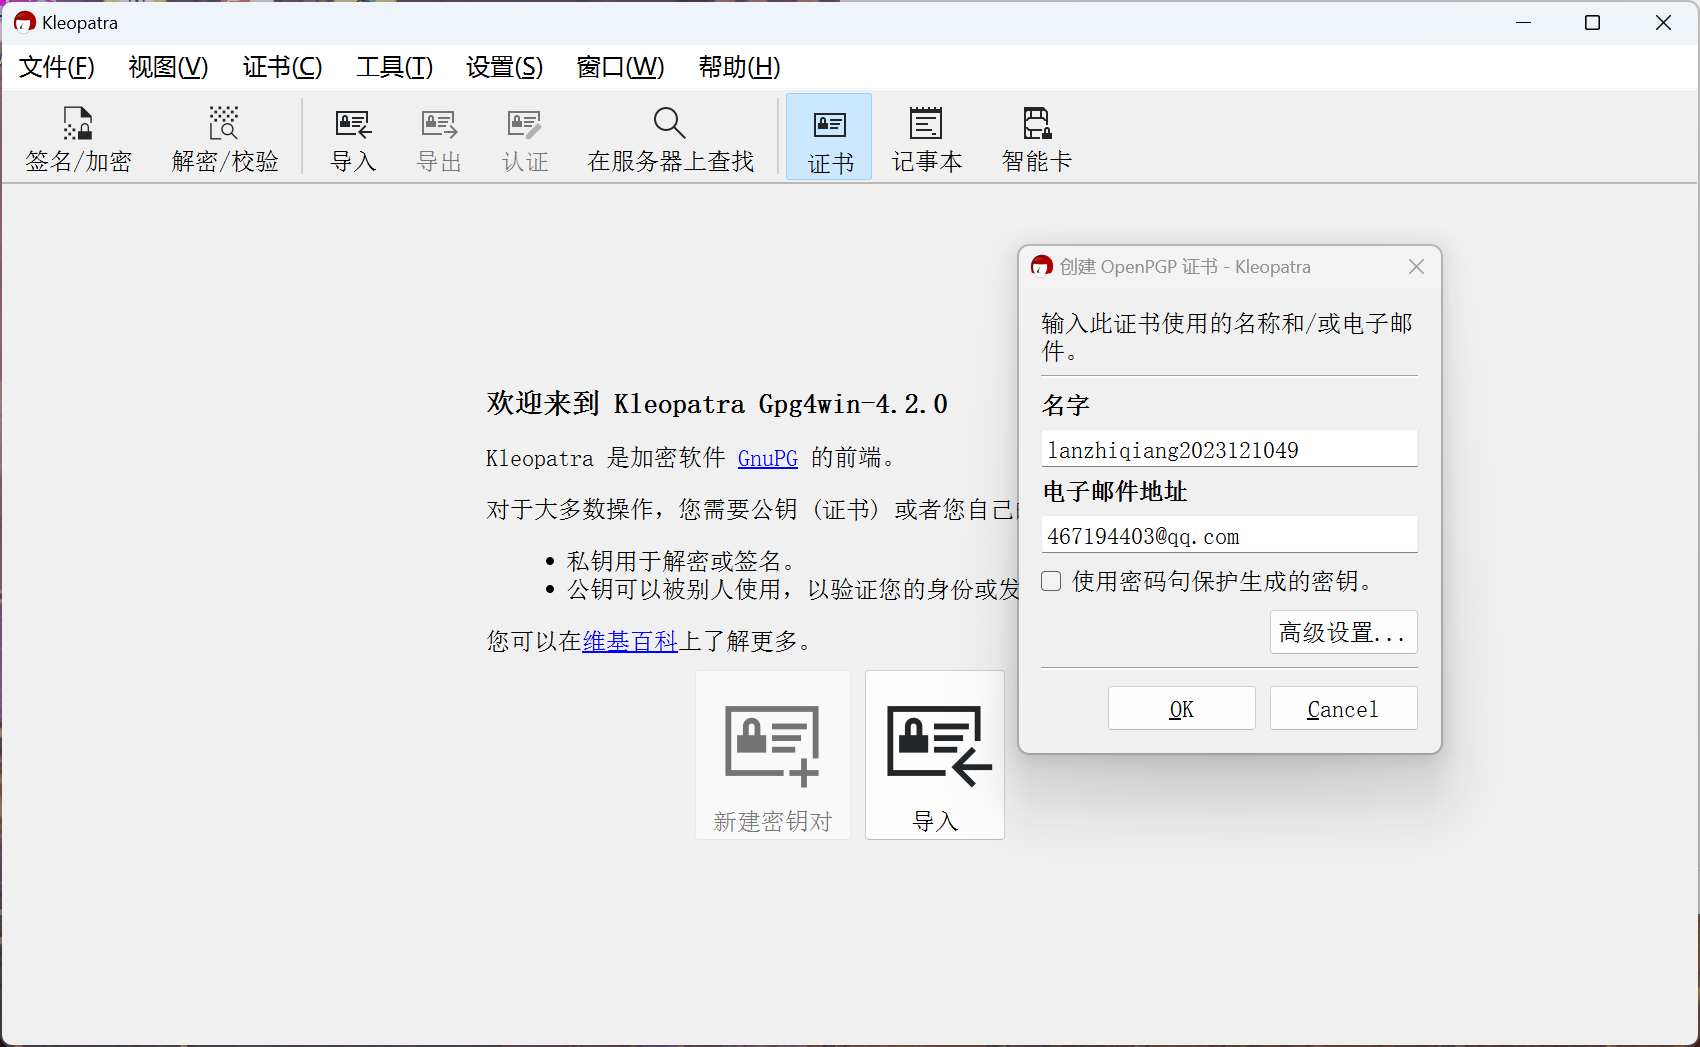 Kleopatra
文件(F) 视图(V) 证书(C) 工具(T) 设置(S) 窗口(W) 帮助(H)
签名/加密 解密/校验 导入 导出 认证 在服务器上查找 证书 记事本 智能卡
欢迎来到 Kleopatra Gpg4win-4.2.0
Kleopatra 是加密软件 GnuPG 的前端。
对于大多数操作，您需要公钥（证书）或者您自己
私钥用于解密或签名。
公钥可以被别人使用，以验证您的身份或发
您可以在维基百科上了解更多。
新建密钥对 导入
创建 OpenPGP 证书 - Kleopatra
输入此证书使用的名称和/或电子邮
件。
名字
lanzhiqiang2023121049
电子邮件地址
467194403@qq.com
使用密码句保护生成的密钥。
高级设置...
OK Cancel